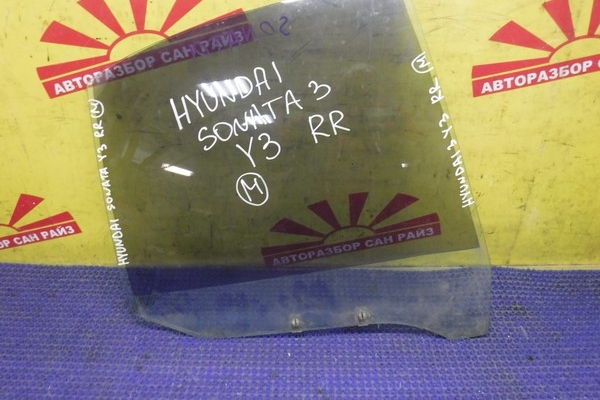 АВТОРАЗБОР САН РАЙЗ
АВТОРАЗБОР САН РАЙЗ
HYUNDAI
SONATA 3
Y3 RR
M
HYUNDAI SONATA Y3 RR M
HYUNDAI 3 Y3 RR M
АВТОРАЗБОР САН РАЙЗ
САН РАЙЗ